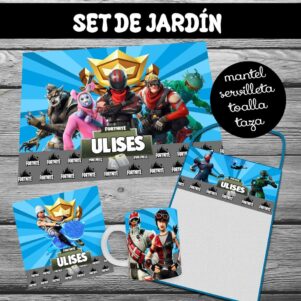 SET DE JARDÍN
mantel
servilleta
toalla
taza
FORTNITE
ULISES
ULISES
ULISES